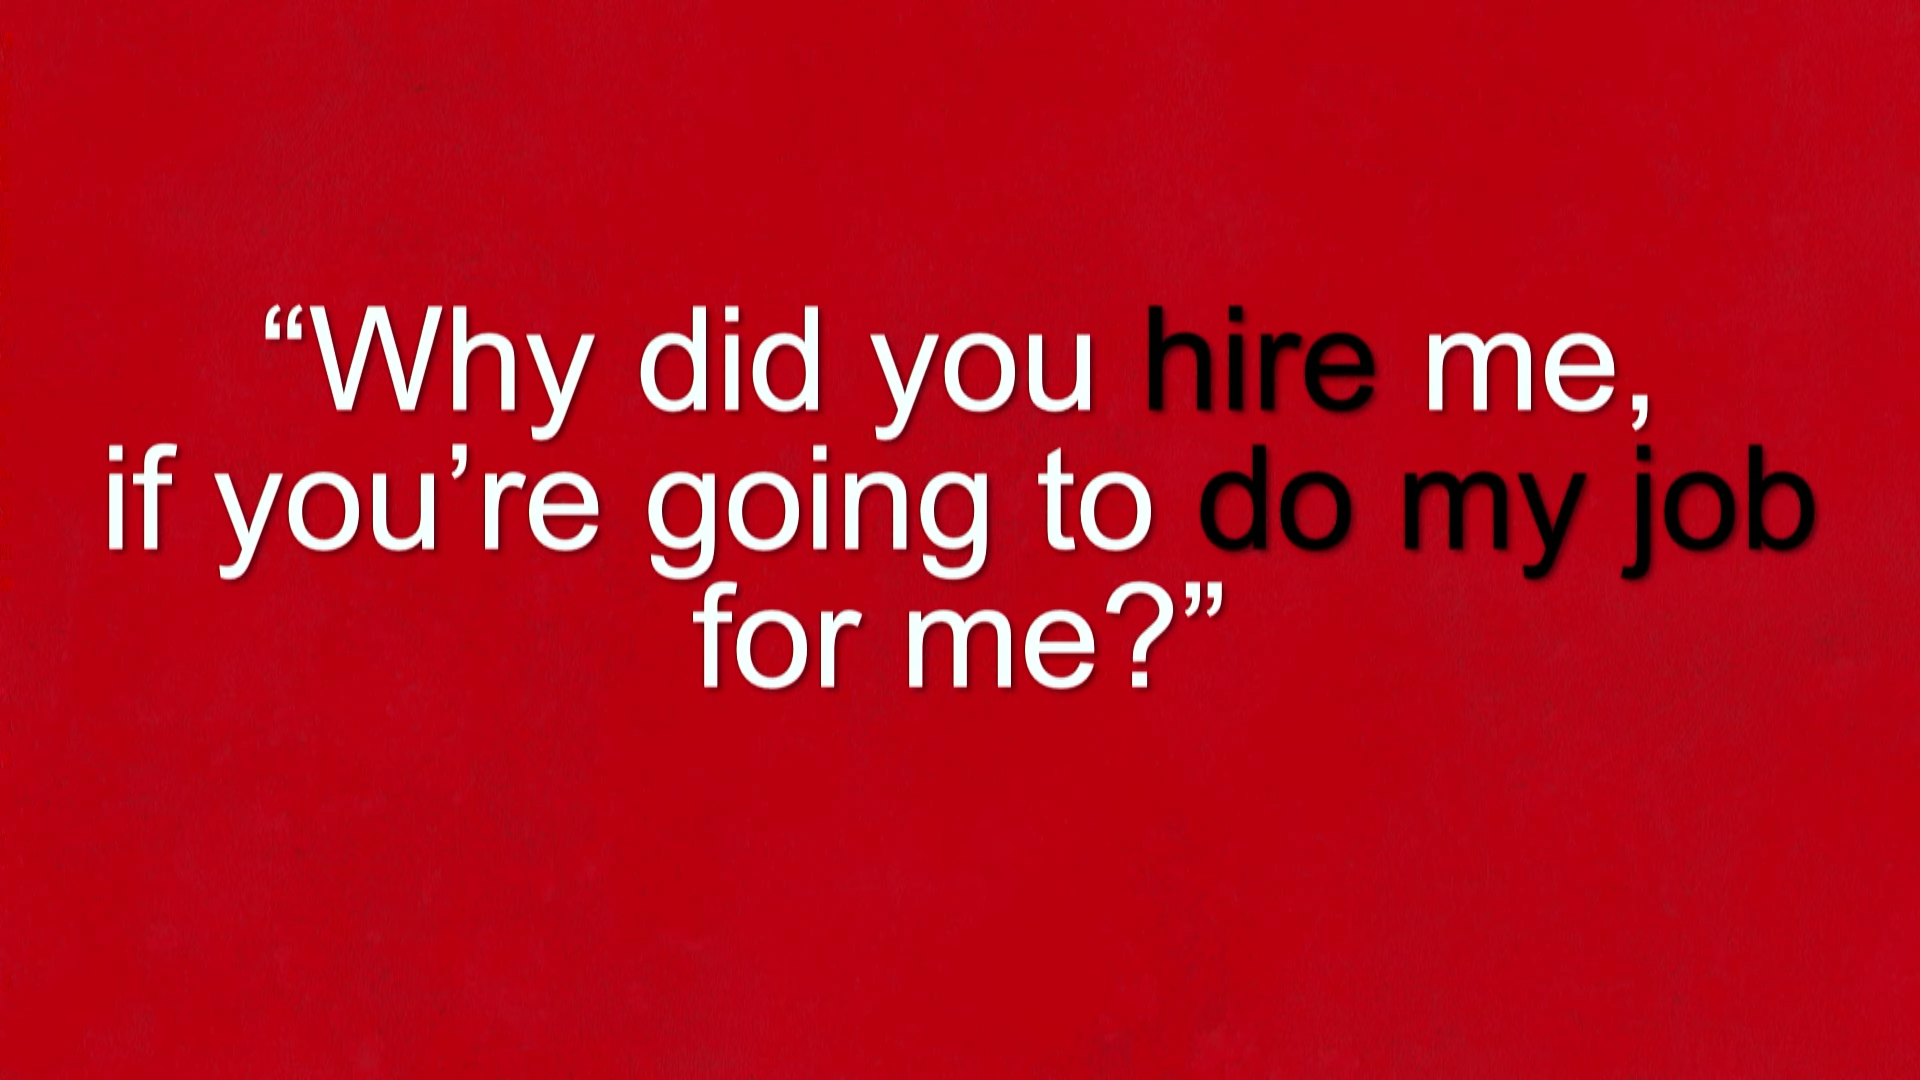 “Why did you hire me,
if you’re going to do my job
for me?”